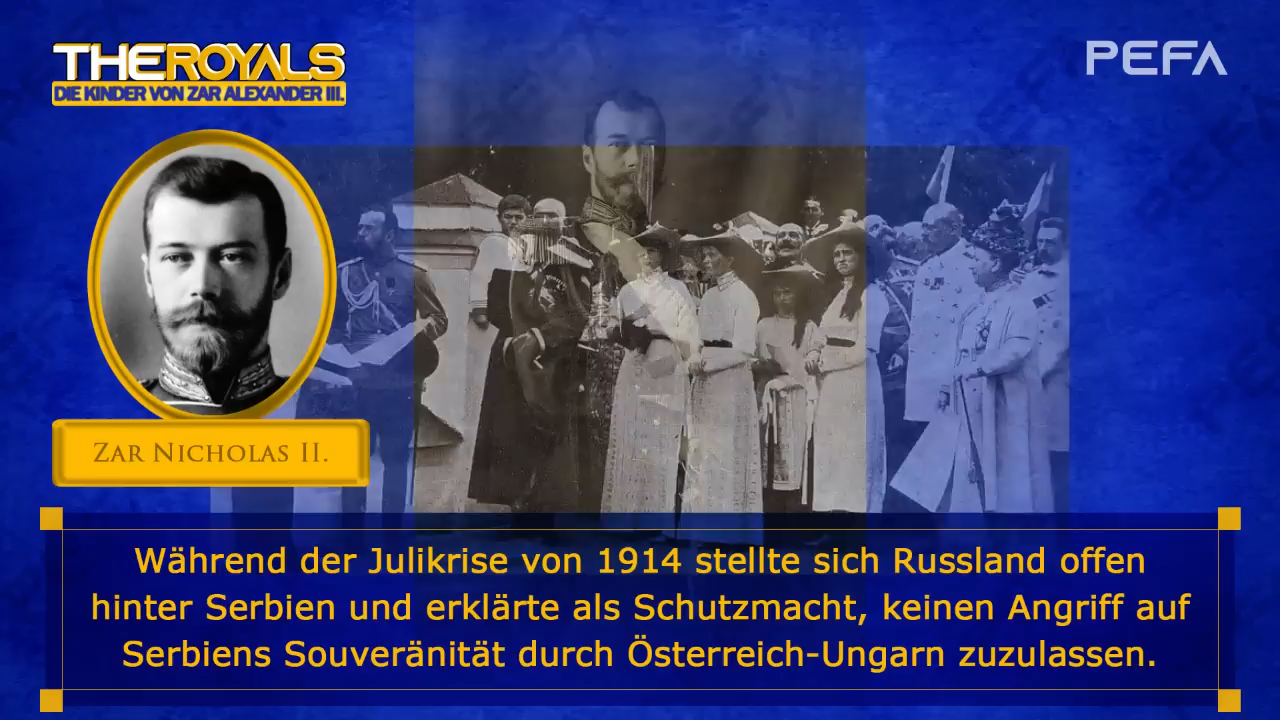 THEROYALS
DIE KINDER VON ZAR ALEXANDER III.
PEFA
Zar Nicholas II.
Während der Julikrise von 1914 stellte sich Russland offen
hinter Serbien und erklärte als Schutzmacht, keinen Angriff auf
Serbiens Souveränität durch Österreich-Ungarn zuzulassen.